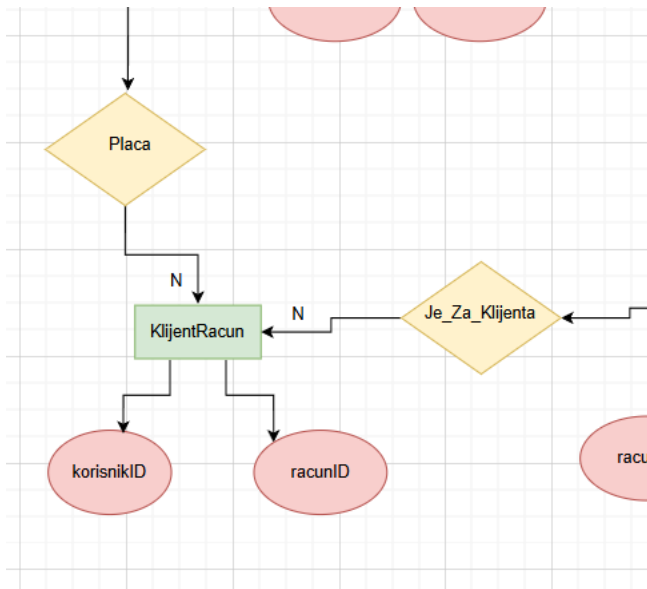 Placa
N
N
Je_Za_Klijenta
KlijentRacun
korisnikID
racunID